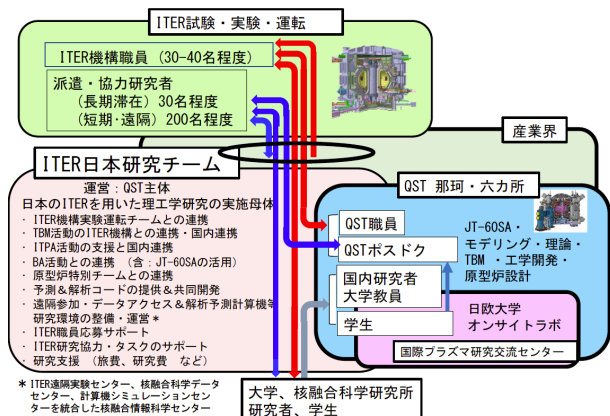 ITER試験・実験・運転
ITER機構職員 (30-40名程度)
派遣・協力研究者
(長期滞在) 30名程度
(短期・遠隔) 200名程度
産業界
ITER日本研究チーム
運営：QST主体
日本のITERを用いた理工学研究の実施母体
・ ITER機構実験運転チームとの連携
・ TBM活動のITER機構との連携・国内連携
・ ITPA活動の支援と国内連携
・ BA活動との連携 (含：JT-60SAの活用)
・ 原型炉特別チームとの連携
・ 予測＆解析コードの提供＆共同開発
・ 遠隔参加・データアクセス＆解析予測計算機等
研究環境の整備・運営＊
・ ITER職員応募サポート
・ ITER研究協力・タスクのサポート
・ 研究支援 (旅費、研究費 など)
＊ ITER遠隔実験センター、核融合科学データ
センター、計算機シミュレーションセン
ターを統合した核融合情報科学センター
QST 那珂・六カ所
QST職員
QSTポスドク
国内研究者
大学教員
学生
JT-60SA・
モデリング・理論・
TBM ・工学開発・
原型炉設計
日欧大学
オンサイトラボ
国際プラズマ研究交流センター
大学、核融合科学研究所
研究者、学生